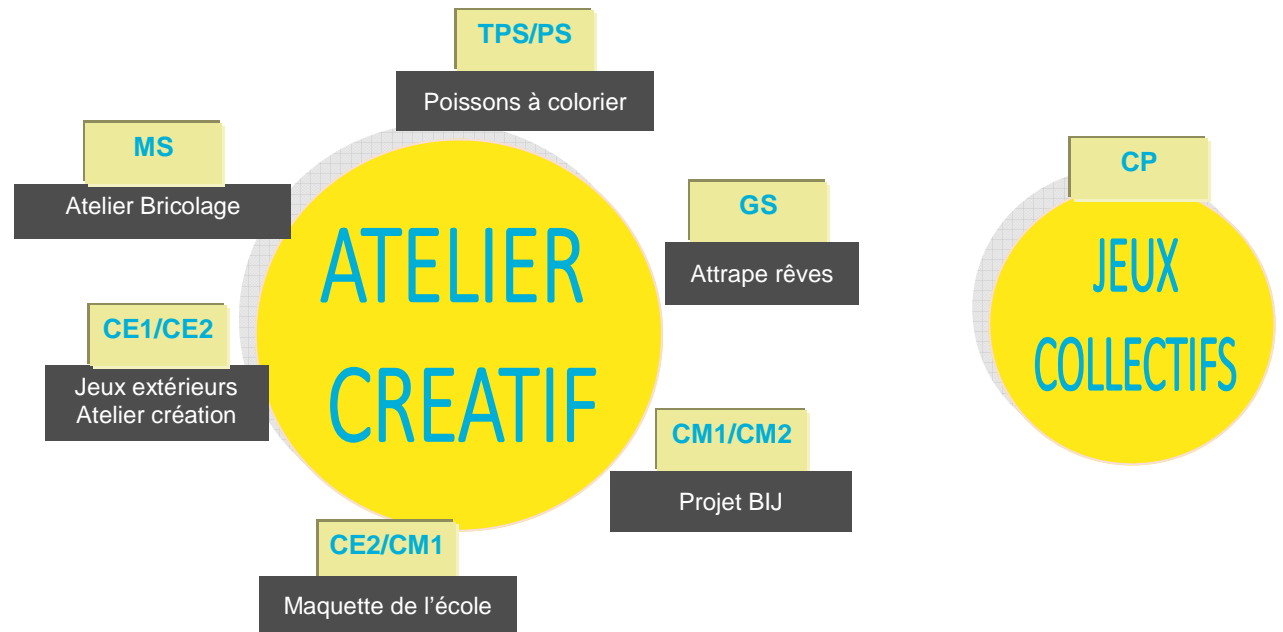 TPS/PS
Poissons à colorier
MS
Atelier Bricolage
GS
Attrape rêves
ATELIER
CREATIF
CE1/CE2
Jeux extérieurs
Atelier création
CM1/CM2
Projet BIJ
CE2/CM1
Maquette de l’école
CP
JEUX
COLLECTIFS